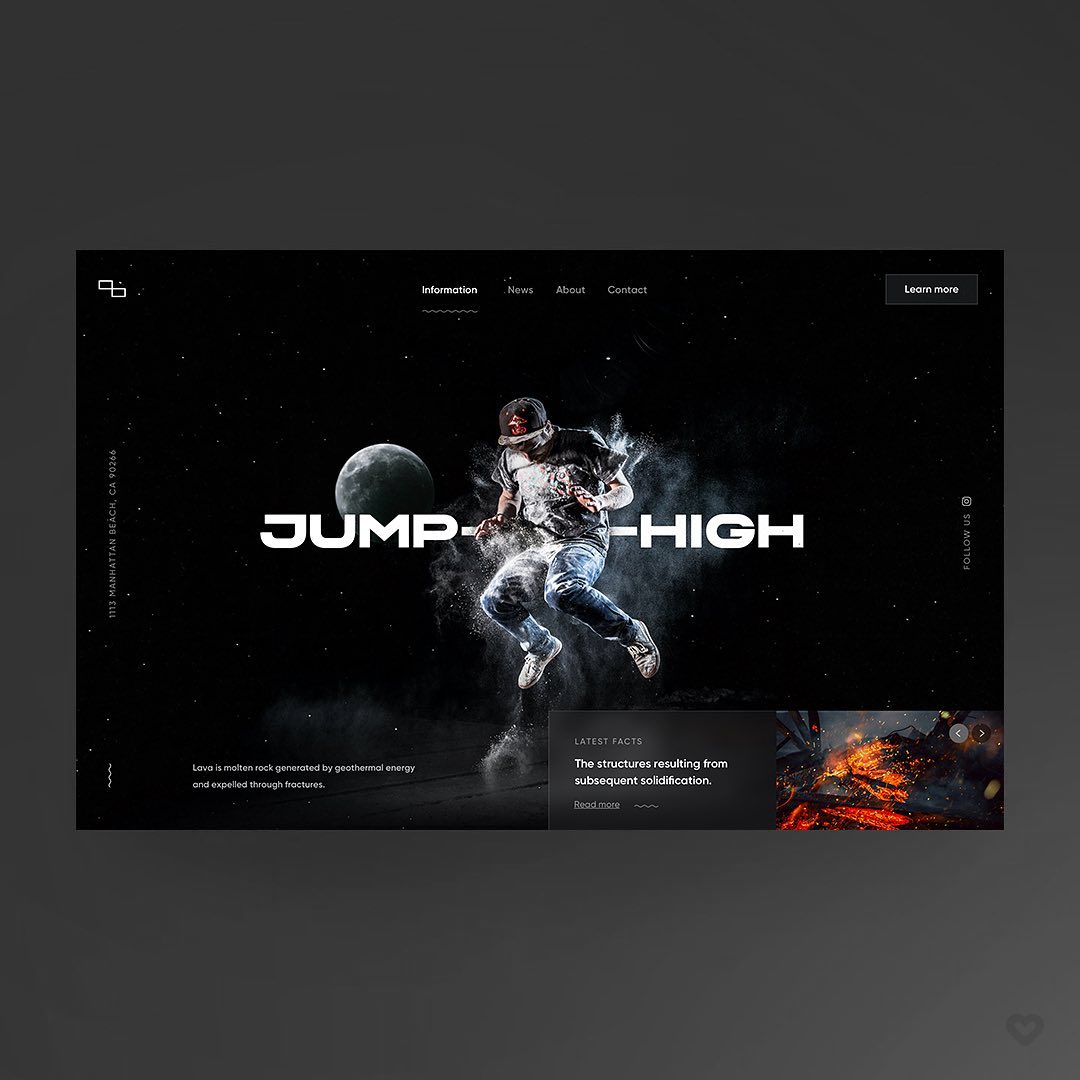 Information
News
About
Contact
Learn more
1113 MANHATTAN BEACH, CA 90266
JUMP-
-HIGH
FOLLOW US
Lava is molten rock generated by geothermal energy
and expelled through fractures.
LATEST FACTS
The structures resulting from
subsequent solidification.
Read more